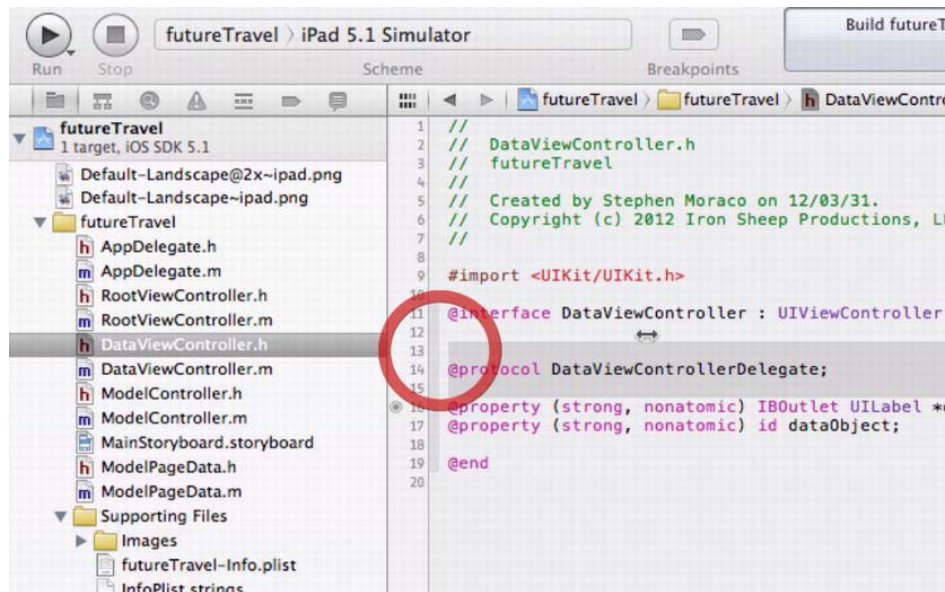 futureTravel 〉 iPad 5.1 Simulator
Build futureT
Run Stop Scheme Breakpoints
futureTravel 〉 futureTravel 〉 h DataViewContr
futureTravel
1 target, iOS SDK 5.1
Default-Landscape@2x~ipad.png
Default-Landscape~ipad.png
futureTravel
h AppDelegate.h
m AppDelegate.m
h RootViewController.h
m RootViewController.m
h DataViewController.h
m DataViewController.m
h ModelController.h
m ModelController.m
MainStoryboard.storyboard
h ModelPageData.h
m ModelPageData.m
Supporting Files
Images
futureTravel-Info.plist
InfoPlist.strings
1 //
2 // DataViewController.h
3 // futureTravel
4 //
5 // Created by Stephen Moraco on 12/03/31.
6 // Copyright (c) 2012 Iron Sheep Productions, L
7 //
8
9 #import <UIKit/UIKit.h>
10
11 @interface DataViewController : UIViewController
12
13
14 @protocol DataViewControllerDelegate;
15
16 @property (strong, nonatomic) IBOutlet UILabel *
17 @property (strong, nonatomic) id dataObject;
18
19 @end
20